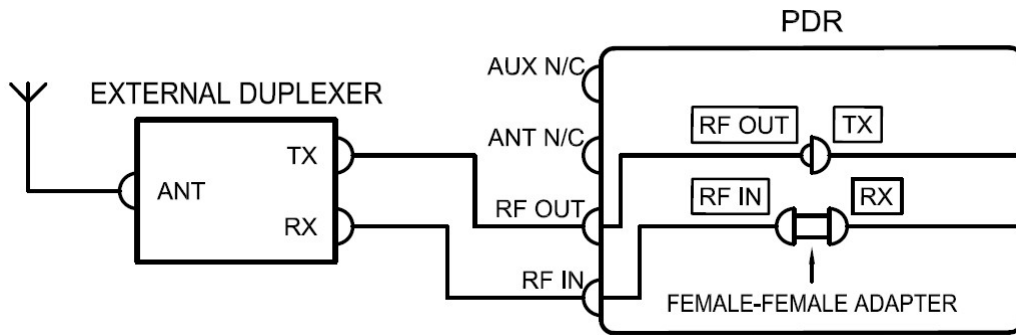 PDR
AUX N/C
EXTERNAL DUPLEXER
RF OUT TX
TX
ANT N/C
ANT
RF IN RX
RX
RF OUT
RF IN
FEMALE-FEMALE ADAPTER